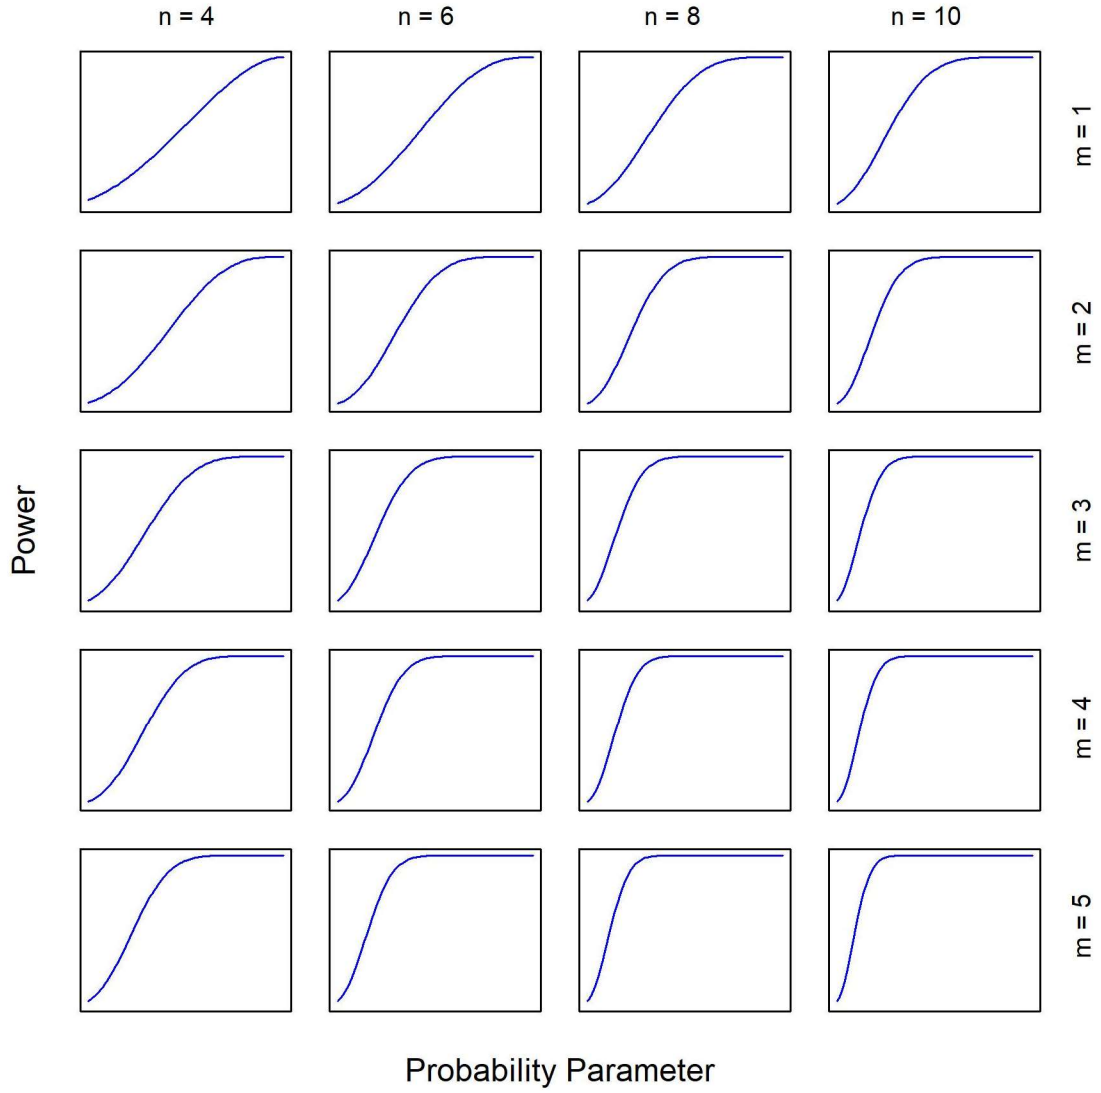 n = 4
n = 6
n = 8
n = 10
m = 1
m = 2
m = 3
m = 4
m = 5
Power
Probability Parameter